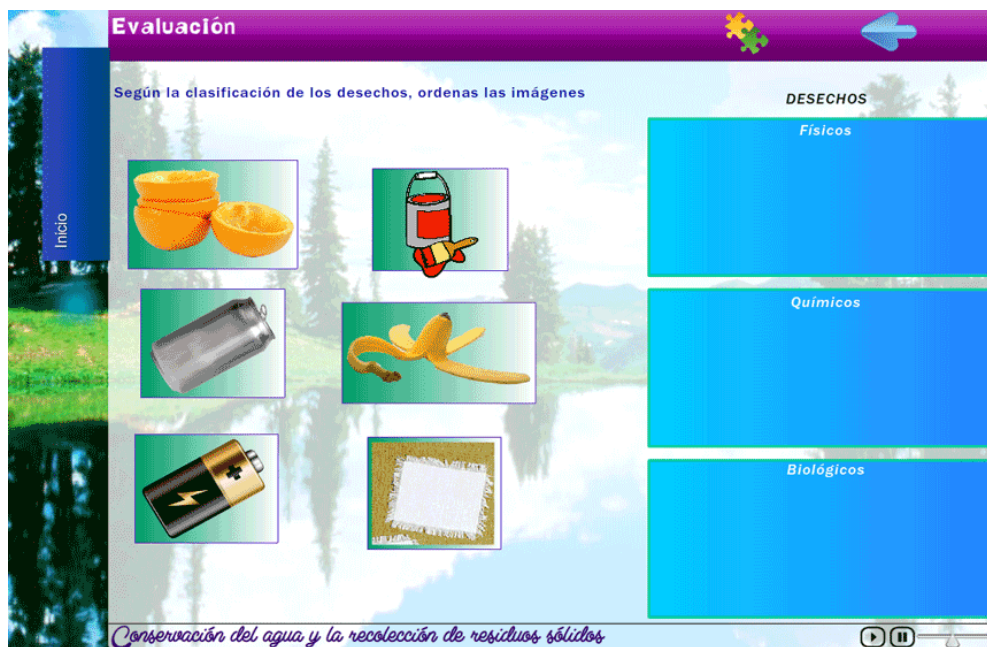 Evaluación
Inicio
Según la clasificación de los desechos, ordenas las imágenes
DESECHOS
Físicos
Químicos
Biológicos
Conservación del agua y la recolección de residuos sólidos